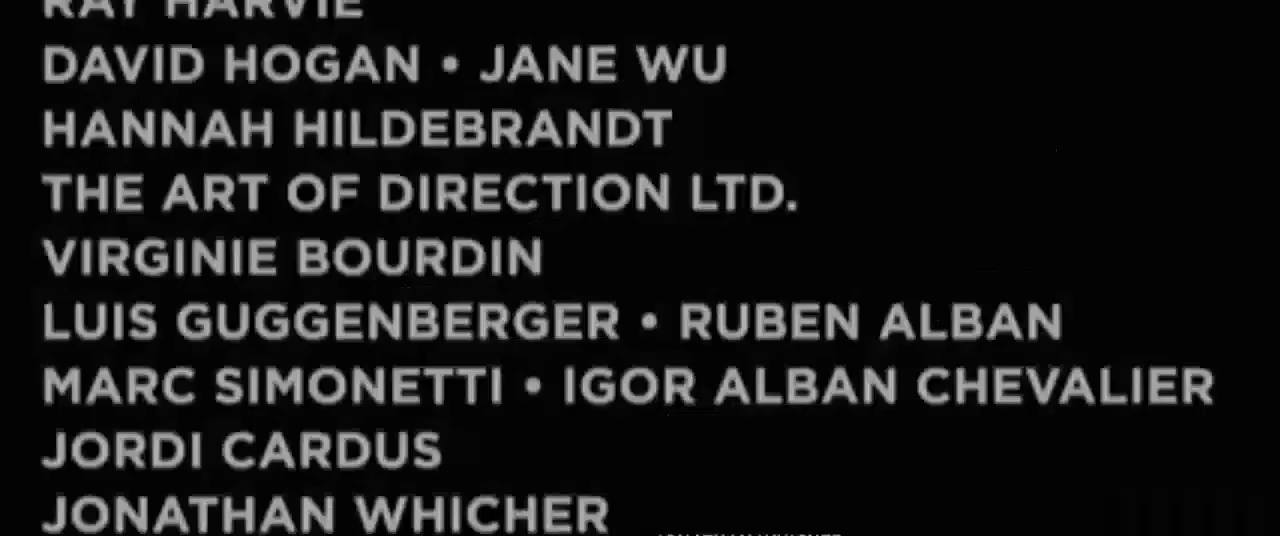 RAY HARVIE
DAVID HOGAN • JANE WU
HANNAH HILDEBRANDT
THE ART OF DIRECTION LTD.
VIRGINIE BOURDIN
LUIS GUGGENBERGER • RUBEN ALBAN
MARC SIMONETTI • IGOR ALBAN CHEVALIER
JORDI CARDUS
JONATHAN WHICHER